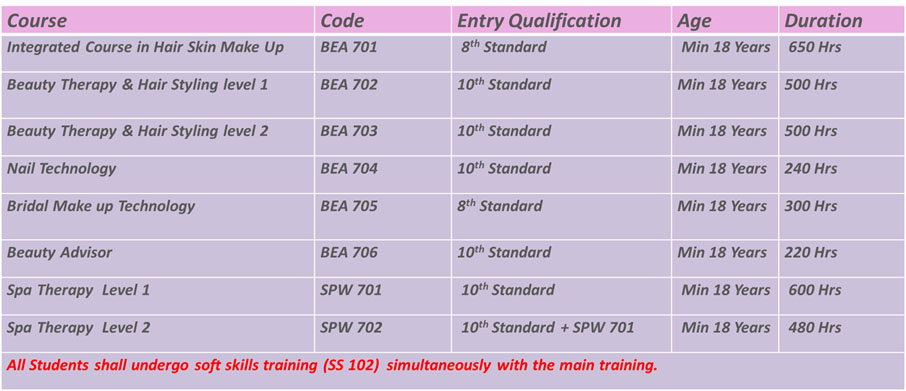 Course Code Entry Qualification Age Duration
Integrated Course in Hair Skin Make Up BEA 701 8th Standard Min 18 Years 650 Hrs
Beauty Therapy & Hair Styling level 1 BEA 702 10th Standard Min 18 Years 500 Hrs
Beauty Therapy & Hair Styling level 2 BEA 703 10th Standard Min 18 Years 500 Hrs
Nail Technology BEA 704 10th Standard Min 18 Years 240 Hrs
Bridal Make up Technology BEA 705 8th Standard Min 18 Years 300 Hrs
Beauty Advisor BEA 706 10th Standard Min 18 Years 220 Hrs
Spa Therapy Level 1 SPW 701 10th Standard Min 18 Years 600 Hrs
Spa Therapy Level 2 SPW 702 10th Standard + SPW 701 Min 18 Years 480 Hrs
All Students shall undergo soft skills training (SS 102) simultaneously with the main training.